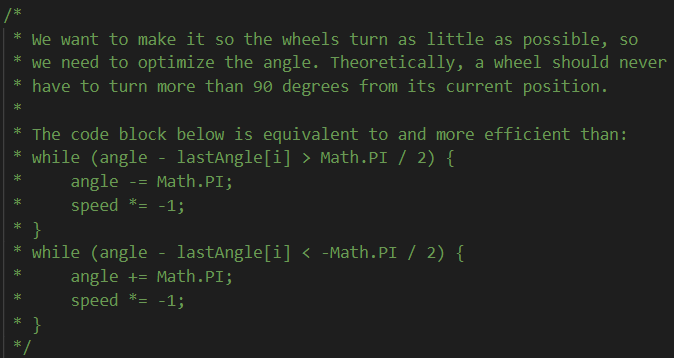 /*
 * We want to make it so the wheels turn as little as possible, so
 * we need to optimize the angle. Theoretically, a wheel should never
 * have to turn more than 90 degrees from its current position.
 *
 * The code block below is equivalent to and more efficient than:
 * while (angle - lastAngle[i] > Math.PI / 2) {
 *     angle -= Math.PI;
 *     speed *= -1;
 * }
 * while (angle - lastAngle[i] < -Math.PI / 2) {
 *     angle += Math.PI;
 *     speed *= -1;
 * }
 */